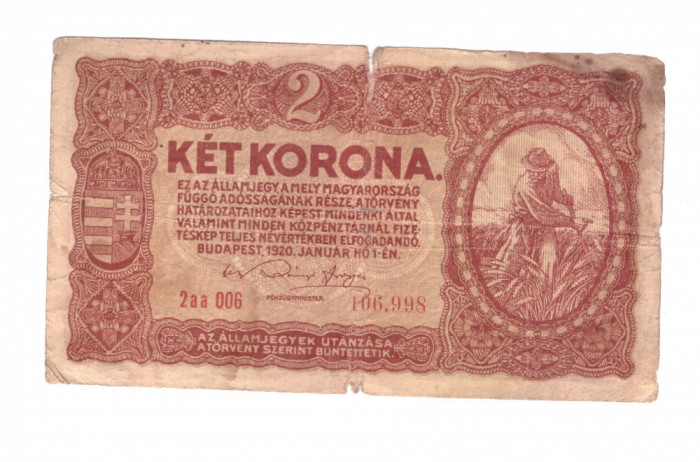 2
KÉT KORONA.
EZ AZ ÁLLAMJEGY, A MELY MAGYARORSZÁG
FÜGGŐ ADÓSSÁGÁNAK RÉSZE, A TÖRVÉNY
HATÁROZATAIHOZ KÉPEST MINDENKI ÁLTAL
VALAMINT MINDEN KÖZPÉNZTÁRNÁL FIZE-
TÉSKÉP TELJES NÉVÉRTÉKBEN ELFOGADANDÓ.
BUDAPEST, 1920. JANUÁR HÓ 1-ÉN.
2aa 006 PÉNZÜGYMINISTER. 106,998
AZ ÁLLAMJEGYEK UTÁNZÁSA
A TÖRVÉNY SZERINT BÜNTETTETIK.